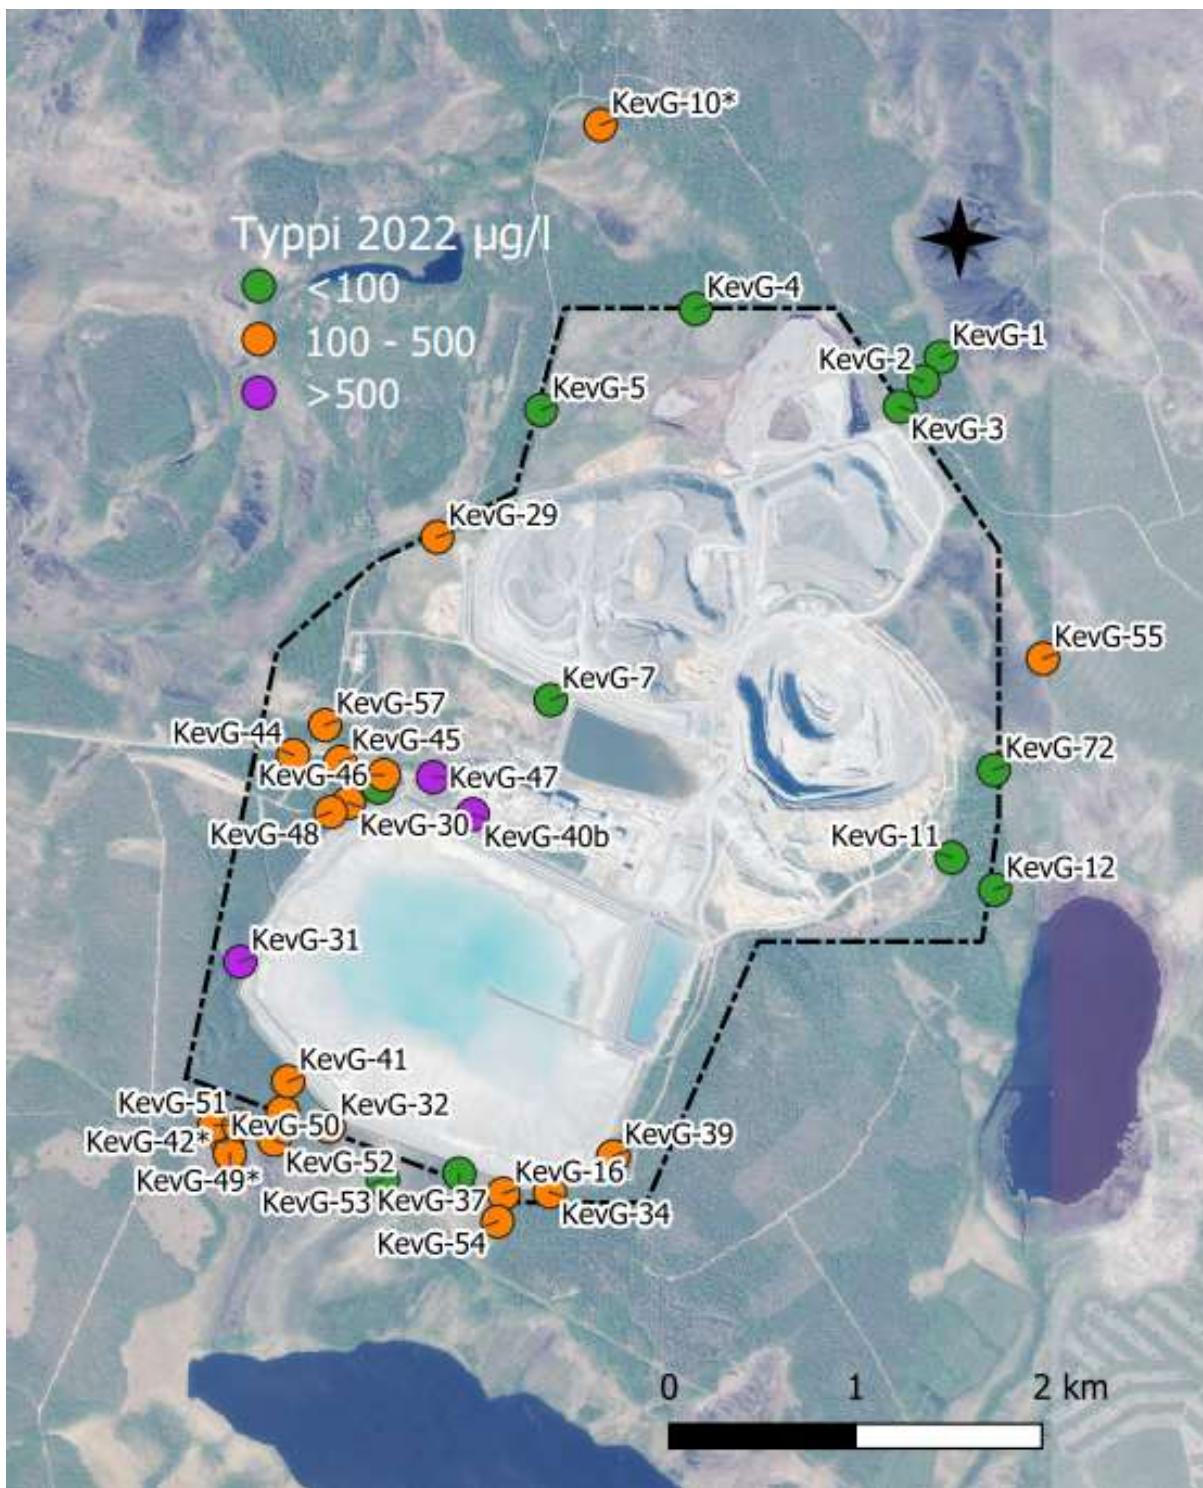 KevG-10*
Typpi 2022 µg/l
<100
100 - 500
>500
KevG-4
KevG-1
KevG-2
KevG-3
KevG-5
KevG-29
KevG-55
KevG-7
KevG-57
KevG-44
KevG-45
KevG-46
KevG-47
KevG-72
KevG-48
KevG-30
KevG-40b
KevG-11
KevG-12
KevG-31
KevG-41
KevG-51
KevG-32
KevG-50
KevG-42*
KevG-39
KevG-52
KevG-49*
KevG-16
KevG-53
KevG-37
KevG-34
KevG-54
0 1 2 km